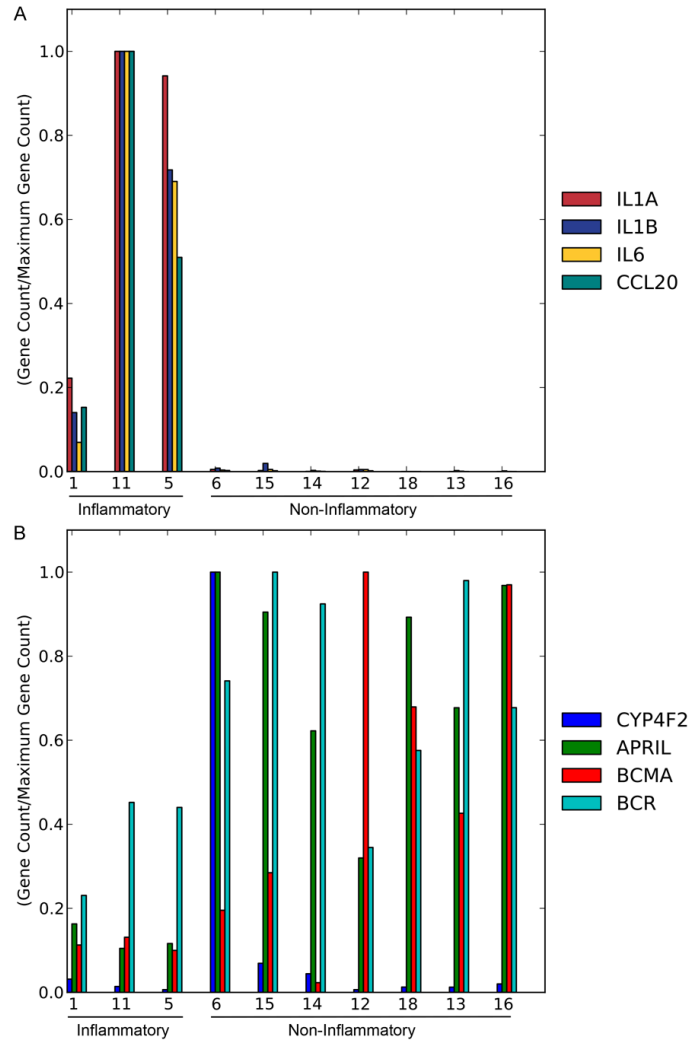 A
(Gene Count/Maximum Gene Count)
1.0
0.8
0.6
0.4
0.2
0.0
1 11 5 6 15 14 12 18 13 16
Inflammatory Non-Inflammatory
IL1A
IL1B
IL6
CCL20
B
(Gene Count/Maximum Gene Count)
1.0
0.8
0.6
0.4
0.2
0.0
1 11 5 6 15 14 12 18 13 16
Inflammatory Non-Inflammatory
CYP4F2
APRIL
BCMA
BCR